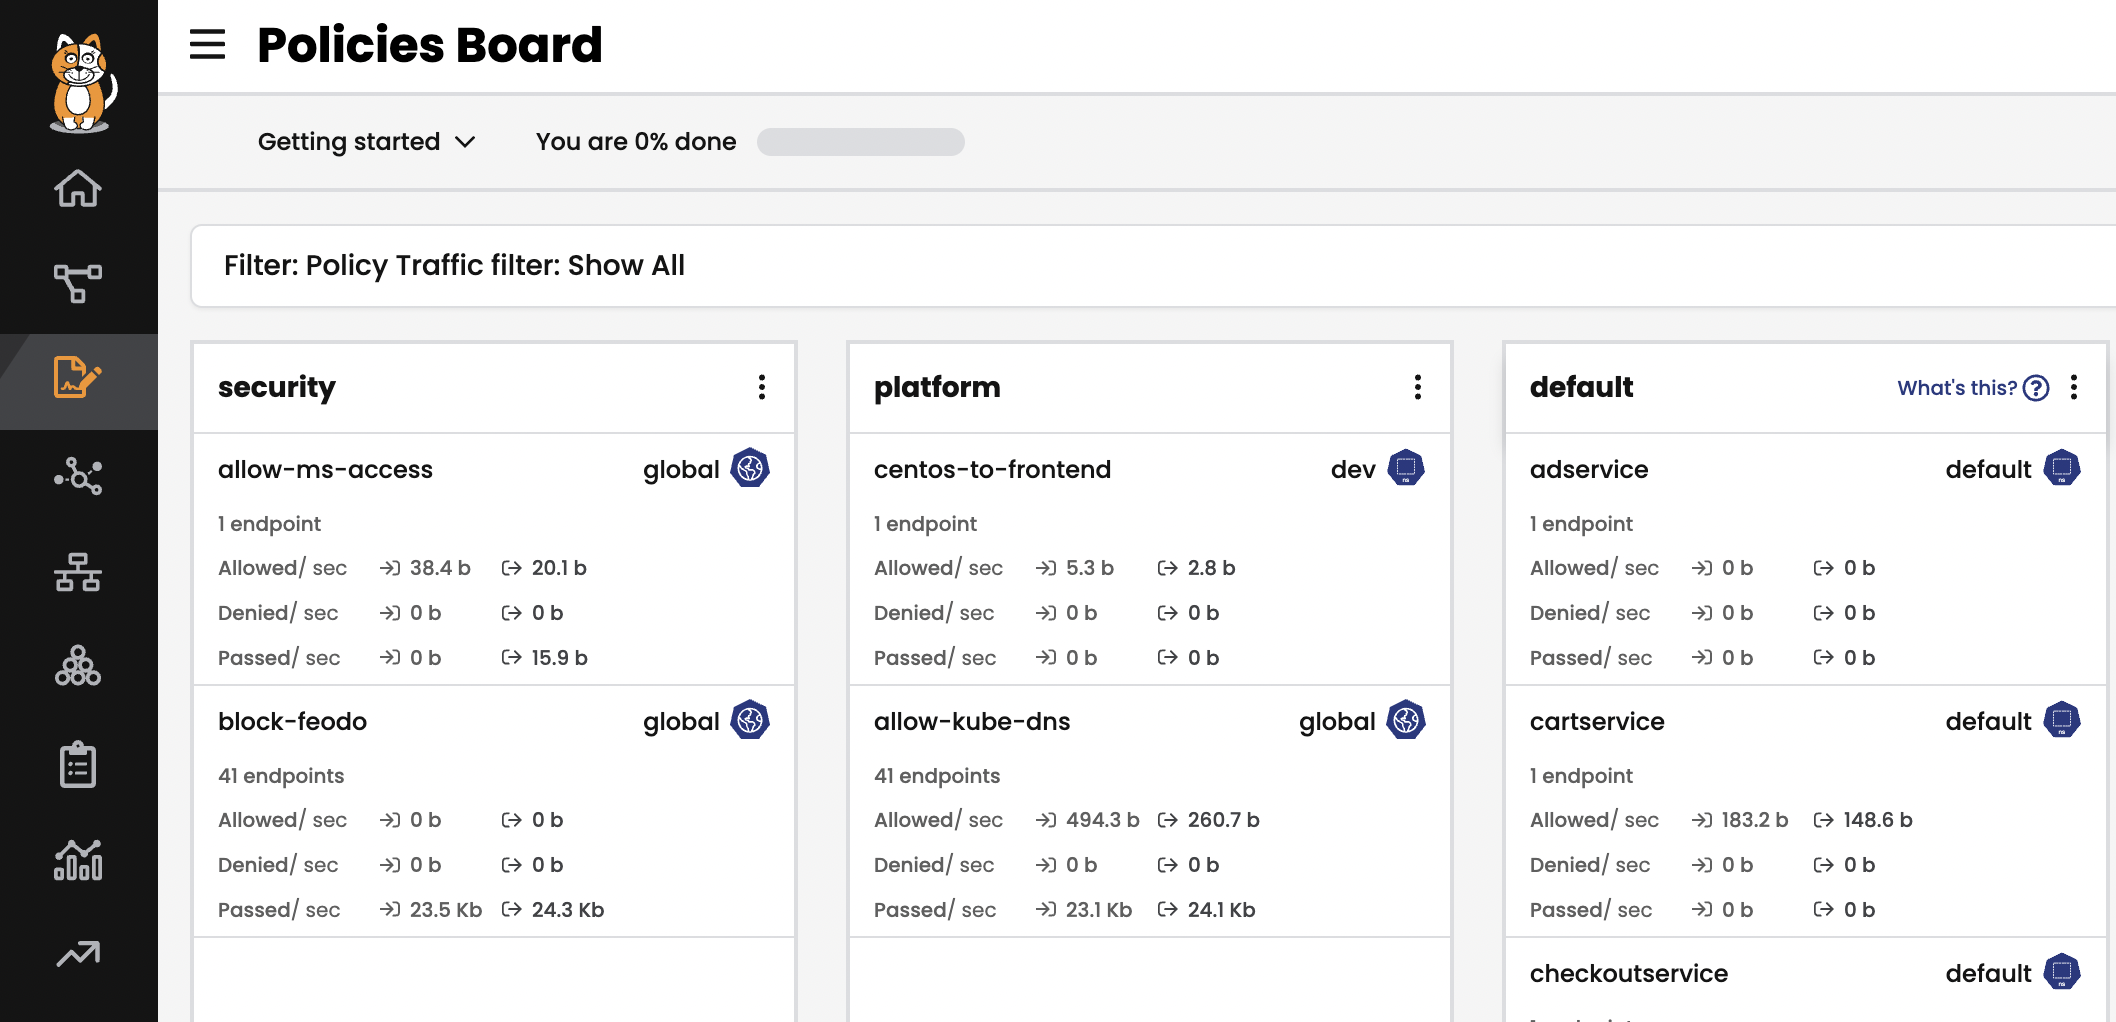 Policies Board
Getting started You are 0% done
Filter: Policy Traffic filter: Show All
security
allow-ms-access global
1 endpoint
Allowed/ sec 38.4 b 20.1 b
Denied/ sec 0 b 0 b
Passed/ sec 0 b 15.9 b
block-feodo global
41 endpoints
Allowed/ sec 0 b 0 b
Denied/ sec 0 b 0 b
Passed/ sec 23.5 Kb 24.3 Kb
platform
centos-to-frontend dev ns
1 endpoint
Allowed/ sec 5.3 b 2.8 b
Denied/ sec 0 b 0 b
Passed/ sec 0 b 0 b
allow-kube-dns global
41 endpoints
Allowed/ sec 494.3 b 260.7 b
Denied/ sec 0 b 0 b
Passed/ sec 23.1 Kb 24.1 Kb
default What's this? ?
adservice default ns
1 endpoint
Allowed/ sec 0 b 0 b
Denied/ sec 0 b 0 b
Passed/ sec 0 b 0 b
cartservice default ns
1 endpoint
Allowed/ sec 183.2 b 148.6 b
Denied/ sec 0 b 0 b
Passed/ sec 0 b 0 b
checkoutservice default ns